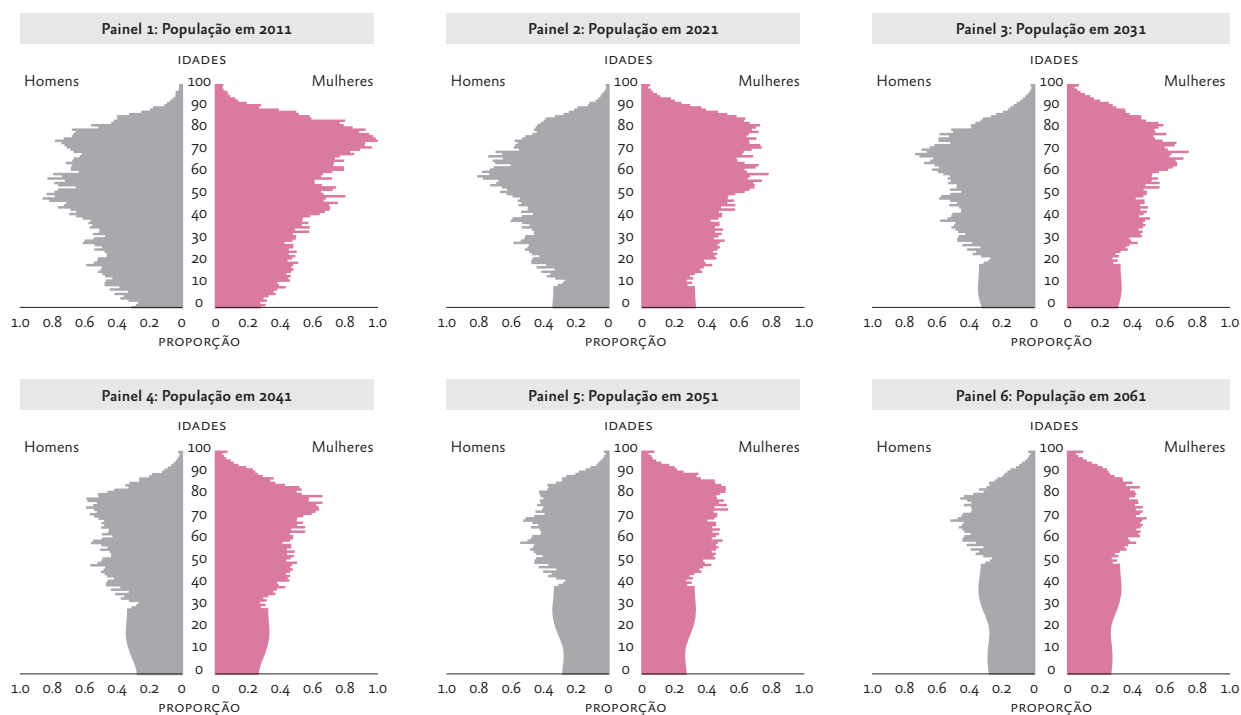 Painel 1: População em 2011
IDADES
Homens
Mulheres
100
90
80
70
60
50
40
30
20
10
0
1.0 0.8 0.6 0.4 0.2 0 0 0.2 0.4 0.6 0.8 1.0
PROPORÇÃO
Painel 2: População em 2021
IDADES
Homens
Mulheres
100
90
80
70
60
50
40
30
20
10
0
1.0 0.8 0.6 0.4 0.2 0 0 0.2 0.4 0.6 0.8 1.0
PROPORÇÃO
Painel 3: População em 2031
IDADES
Homens
Mulheres
100
90
80
70
60
50
40
30
20
10
0
1.0 0.8 0.6 0.4 0.2 0 0 0.2 0.4 0.6 0.8 1.0
PROPORÇÃO
Painel 4: População em 2041
IDADES
Homens
Mulheres
100
90
80
70
60
50
40
30
20
10
0
1.0 0.8 0.6 0.4 0.2 0 0 0.2 0.4 0.6 0.8 1.0
PROPORÇÃO
Painel 5: População em 2051
IDADES
Homens
Mulheres
100
90
80
70
60
50
40
30
20
10
0
1.0 0.8 0.6 0.4 0.2 0 0 0.2 0.4 0.6 0.8 1.0
PROPORÇÃO
Painel 6: População em 2061
IDADES
Homens
Mulheres
100
90
80
70
60
50
40
30
20
10
0
1.0 0.8 0.6 0.4 0.2 0 0 0.2 0.4 0.6 0.8 1.0
PROPORÇÃO